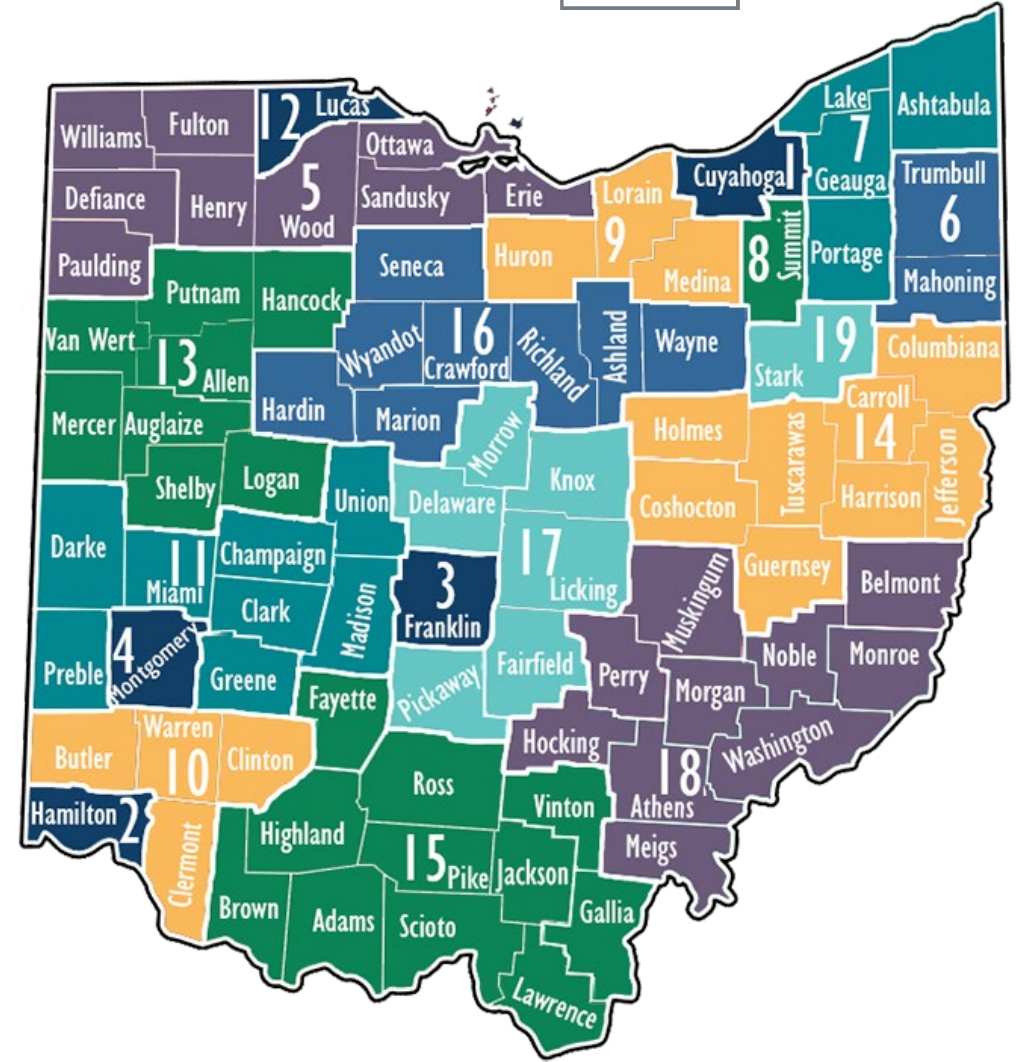 Lake
Ashtabula
12 Lucas
Williams
Fulton
7
Ottawa
Cuyahoga 1
Geauga
Trumbull
5
Defiance
Henry
Wood
Sandusky
Erie
Lorain
9
6
Paulding
Seneca
Huron
Medina
8 Summit
Portage
Mahoning
Putnam
Hancock
Van Wert
13 Allen
Wyandot
16
Crawford
Richland
Ashland
Wayne
19
Stark
Columbiana
Mercer
Auglaize
Hardin
Marion
Morrow
Holmes
Tuscarawas
Carroll
14
Jefferson
Shelby
Logan
Union
Delaware
Knox
Coshocton
Harrison
Darke
11
Miami
Champaign
Clark
Madison
3
Franklin
17
Licking
Muskingum
Guernsey
Belmont
Preble
4
Montgomery
Greene
Fayette
Pickaway
Fairfield
Perry
Morgan
Noble
Monroe
Butler
Warren
10
Clinton
Hocking
18
Athens
Washington
Hamilton 2
Clermont
Highland
Ross
Vinton
Meigs
Brown
Adams
15 Pike
Scioto
Jackson
Gallia
Lawrence